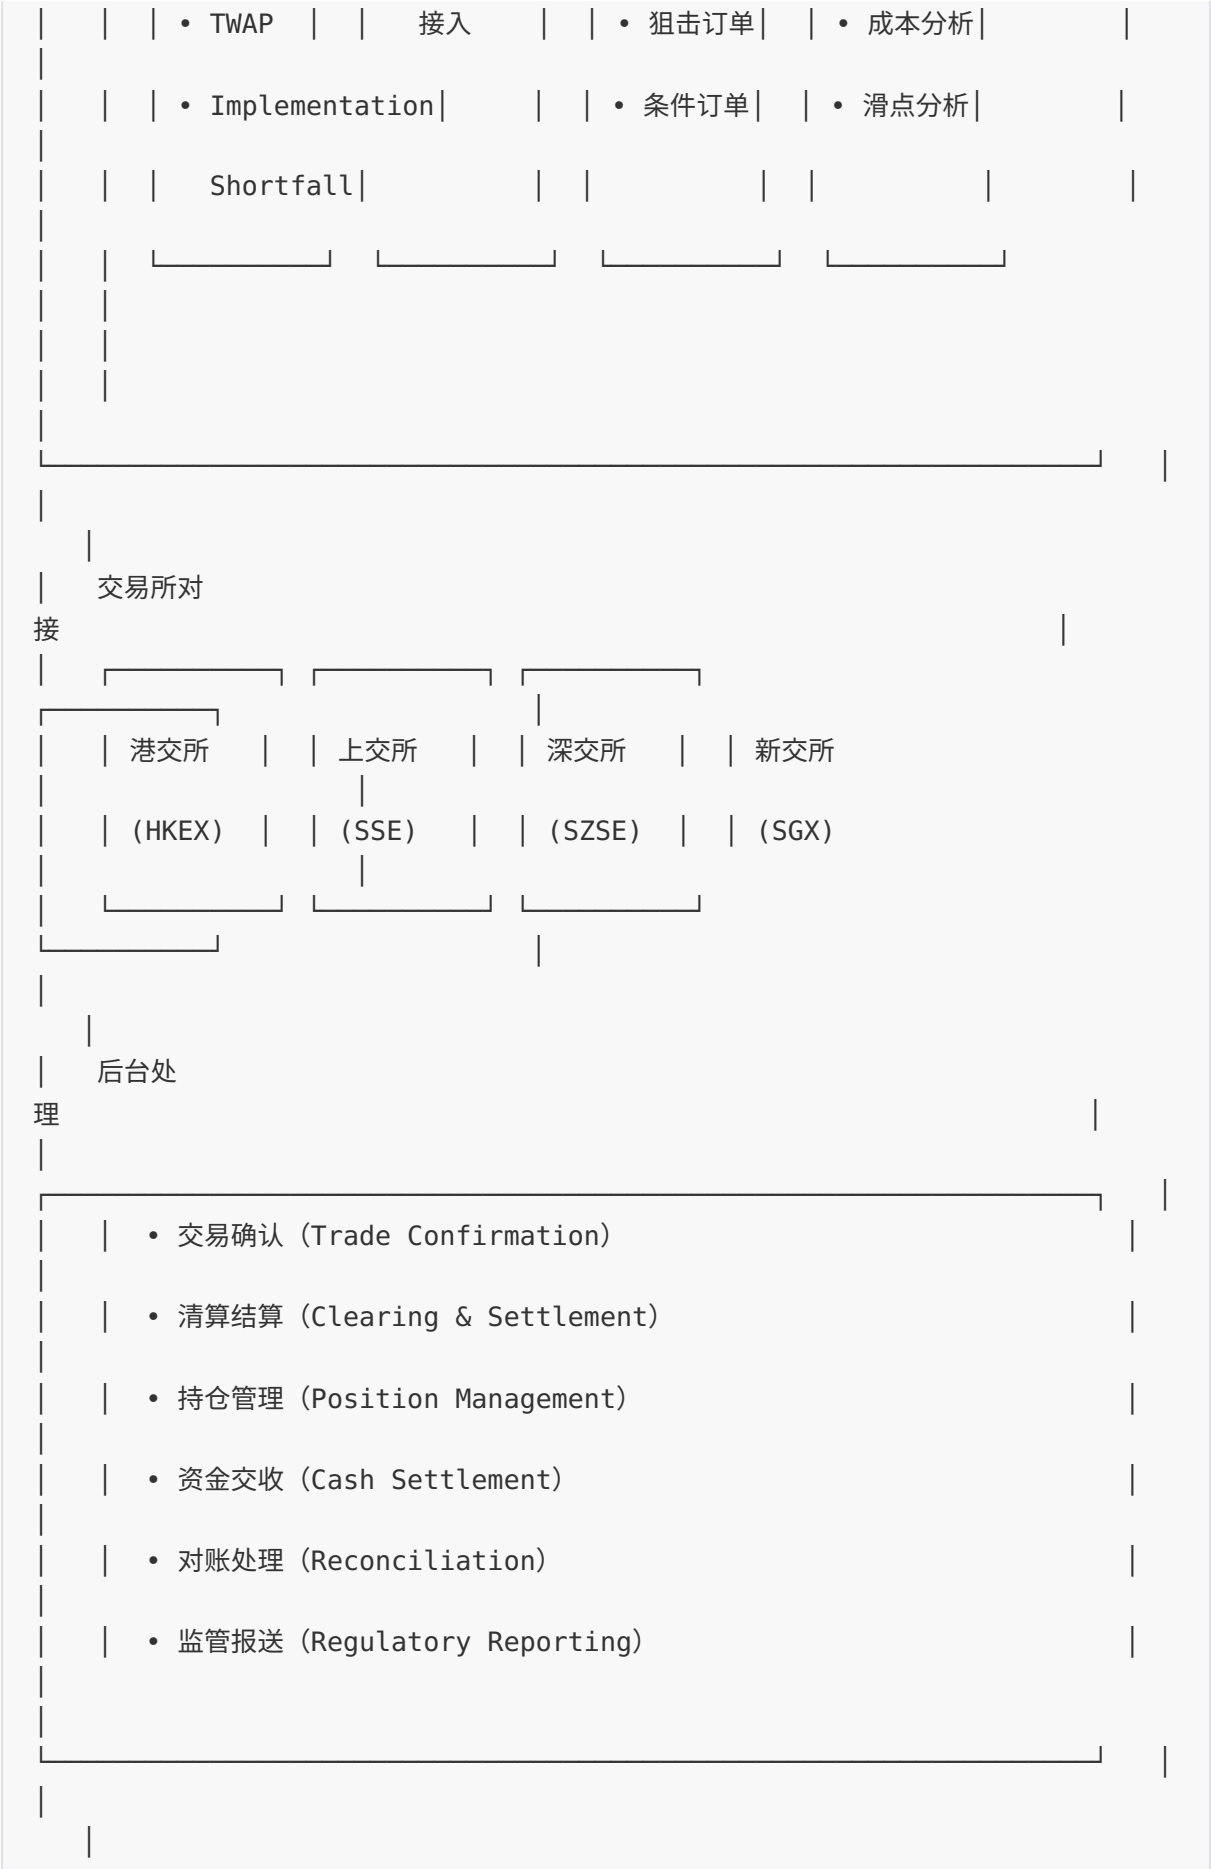 • TWAP 接入 • 狙击订单 • 成本分析
• Implementation • 条件订单 • 滑点分析
Shortfall
交易所对
接
港交所 上交所 深交所 新交所
(HKEX) (SSE) (SZSE) (SGX)
后台处
理
• 交易确认（Trade Confirmation）
• 清算结算（Clearing & Settlement）
• 持仓管理（Position Management）
• 资金交收（Cash Settlement）
• 对账处理（Reconciliation）
• 监管报送（Regulatory Reporting）